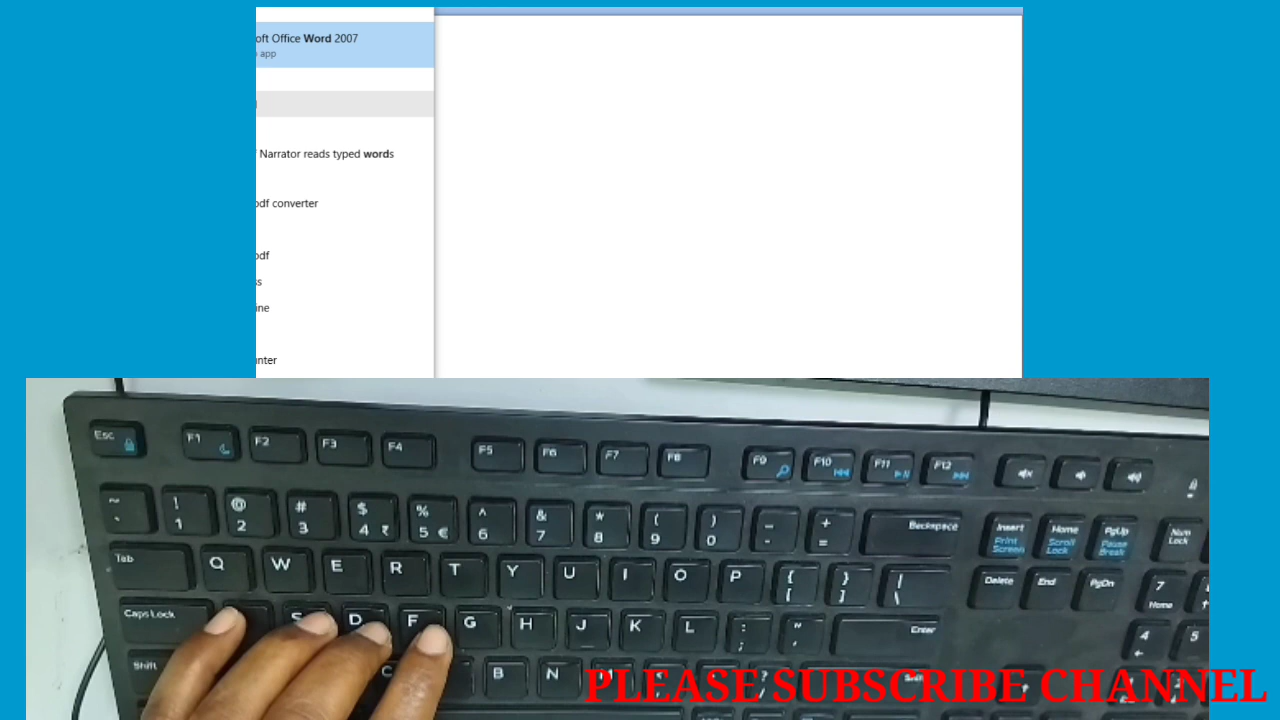 oft Office Word 2007
app
Narrator reads typed words
pdf converter
pdf
ss
ine
unter
Esc F1 F2 F3 F4 F5 F6 F7 F8 F9 F10 F11 F12
~ ! @ # $ % ^ & * ( ) _ + Backspace Insert Home PgUp Num Lock
` 1 2 3 4 ₹ 5 € 6 7 8 9 0 - = Print Screen Scroll Lock Pause Break
Tab Q W E R T Y U I O P { [ } ] | \ Delete End PgDn 7 Home
Caps Lock S D F G H J K L : ; " ' Enter 4 5
Shift C B N M ? /
PLEASE SUBSCRIBE CHANNEL